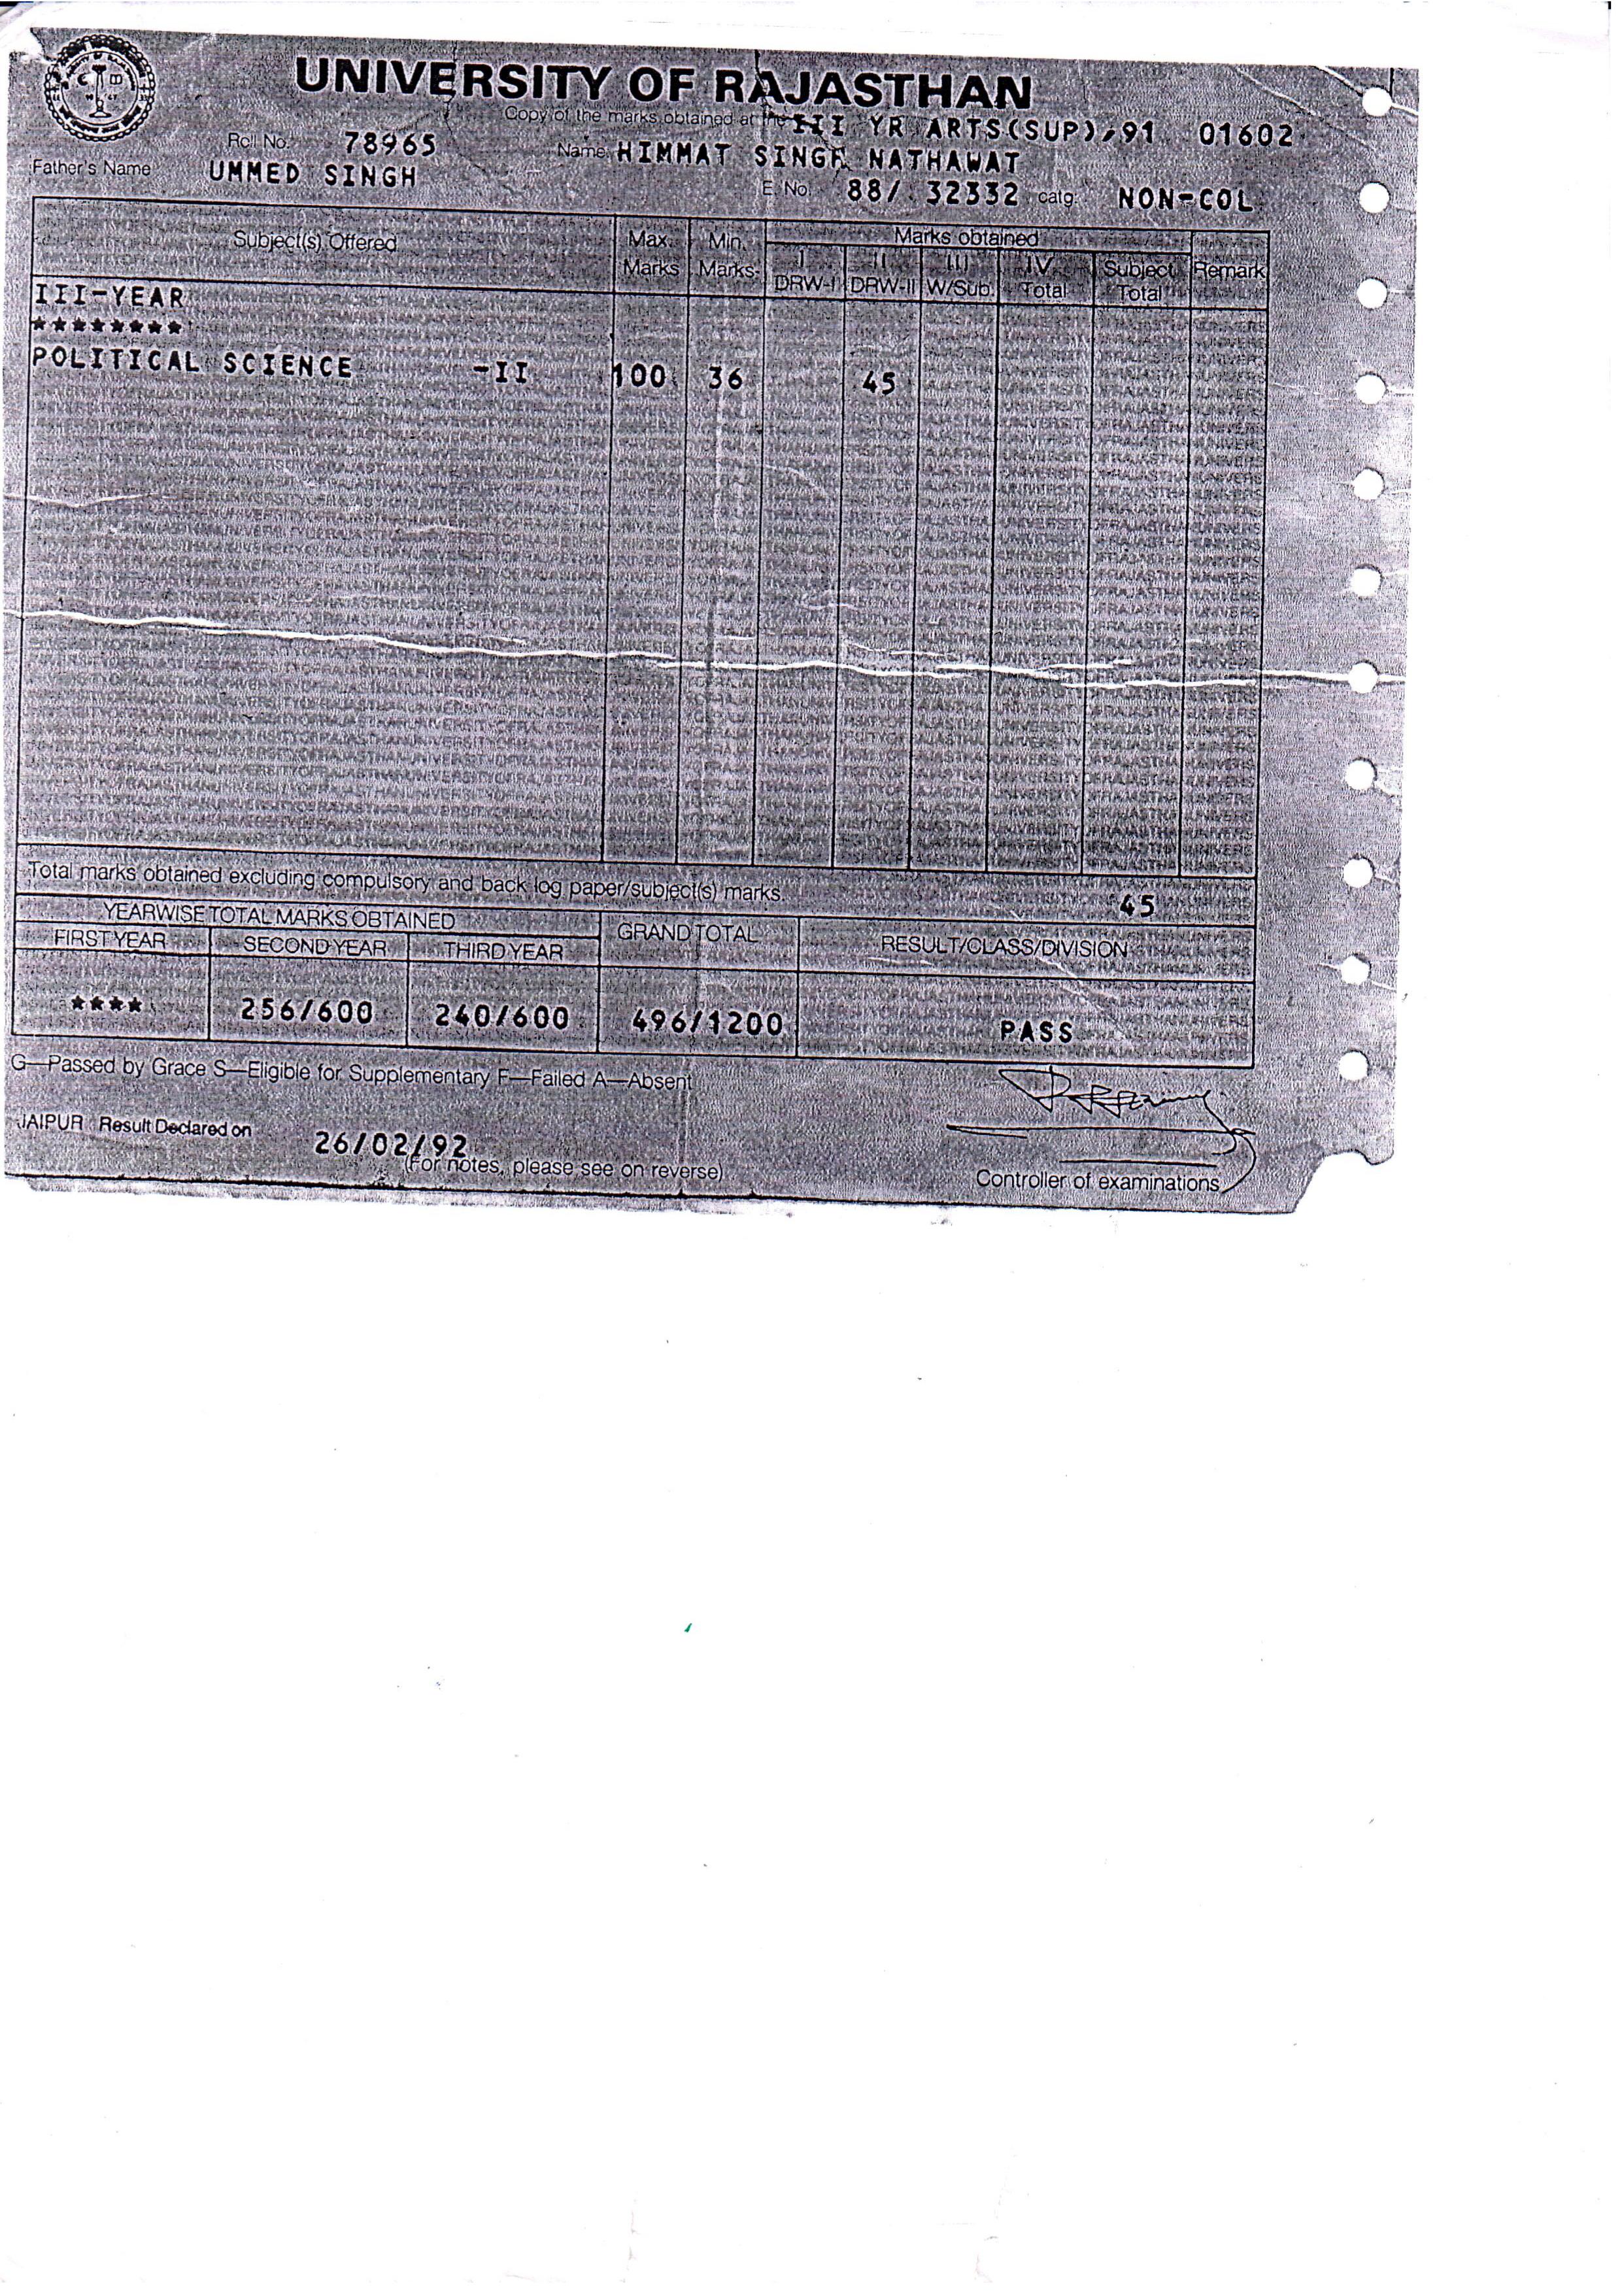 UNIVERSITY OF RAJASTHAN
Copy of the marks obtained at the III YR ARTS(SUP),91 01602
Roll No. 78965 Name HIMMAT SINGH NATHAWAT
Father's Name UMMED SINGH E. No. 88/ 32332 catg: NON-COL
Subject(s) Offered Max. Marks Min. Marks Marks obtained Remark
I DRW-I II DRW-II III W/Sub. IV Total Subject Total
III-YEAR
********
POLITICAL SCIENCE -II 100 36 45
Total marks obtained excluding compulsory and back log paper/subject(s) marks. 45
YEARWISE TOTAL MARKS OBTAINED GRAND TOTAL RESULT/CLASS/DIVISION
FIRST YEAR SECOND YEAR THIRD YEAR
**** 256/600 240/600 496/1200 PASS
G—Passed by Grace S—Eligible for Supplementary F—Failed A—Absent
JAIPUR Result Declared on 26/02/92
(For notes, please see on reverse)
Controller of examinations